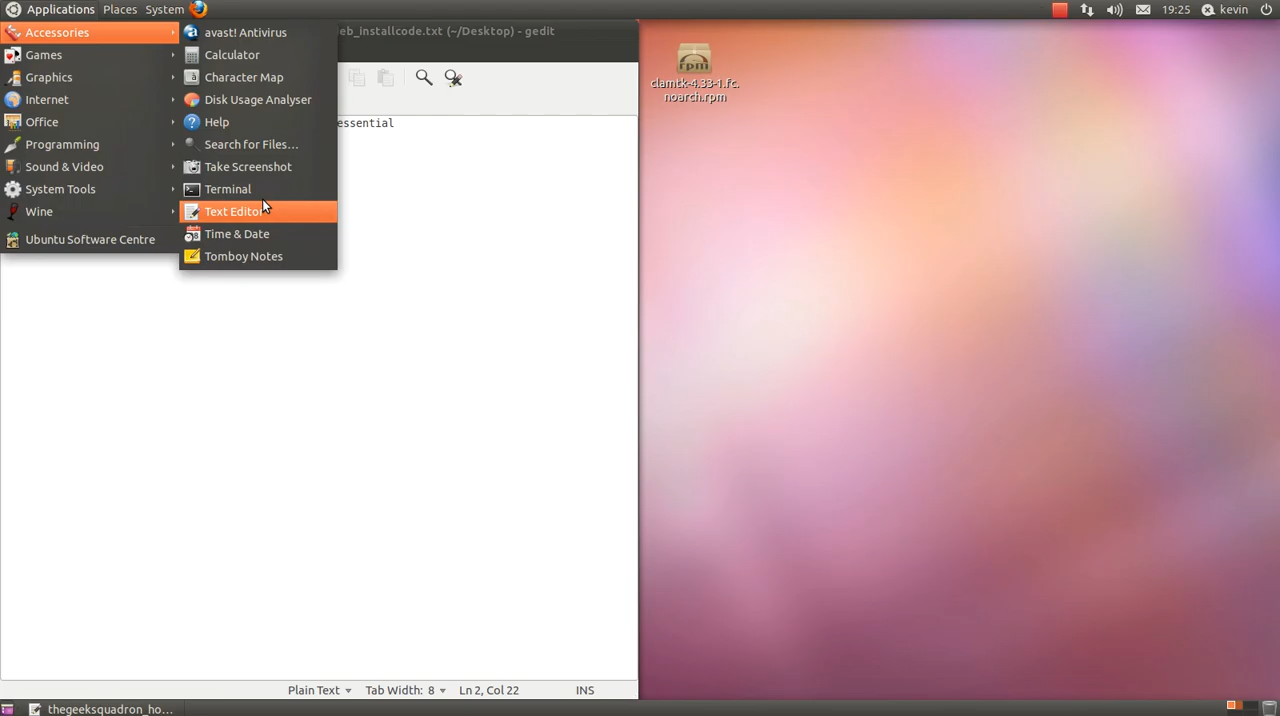 Applications Places System
19:25 kevin
Accessories
Games
Graphics
Internet
Office
Programming
Sound & Video
System Tools
Wine
Ubuntu Software Centre
avast! Antivirus
Calculator
Character Map
Disk Usage Analyser
Help
Search for Files...
Take Screenshot
Terminal
Text Editor
Time & Date
Tomboy Notes
eb_installcode.txt (~/Desktop) - gedit
essential
rpm
clamtk-4.33-1.fc.
noarch.rpm
Plain Text Tab Width: 8 Ln 2, Col 22 INS
thegeeksquadron_ho...